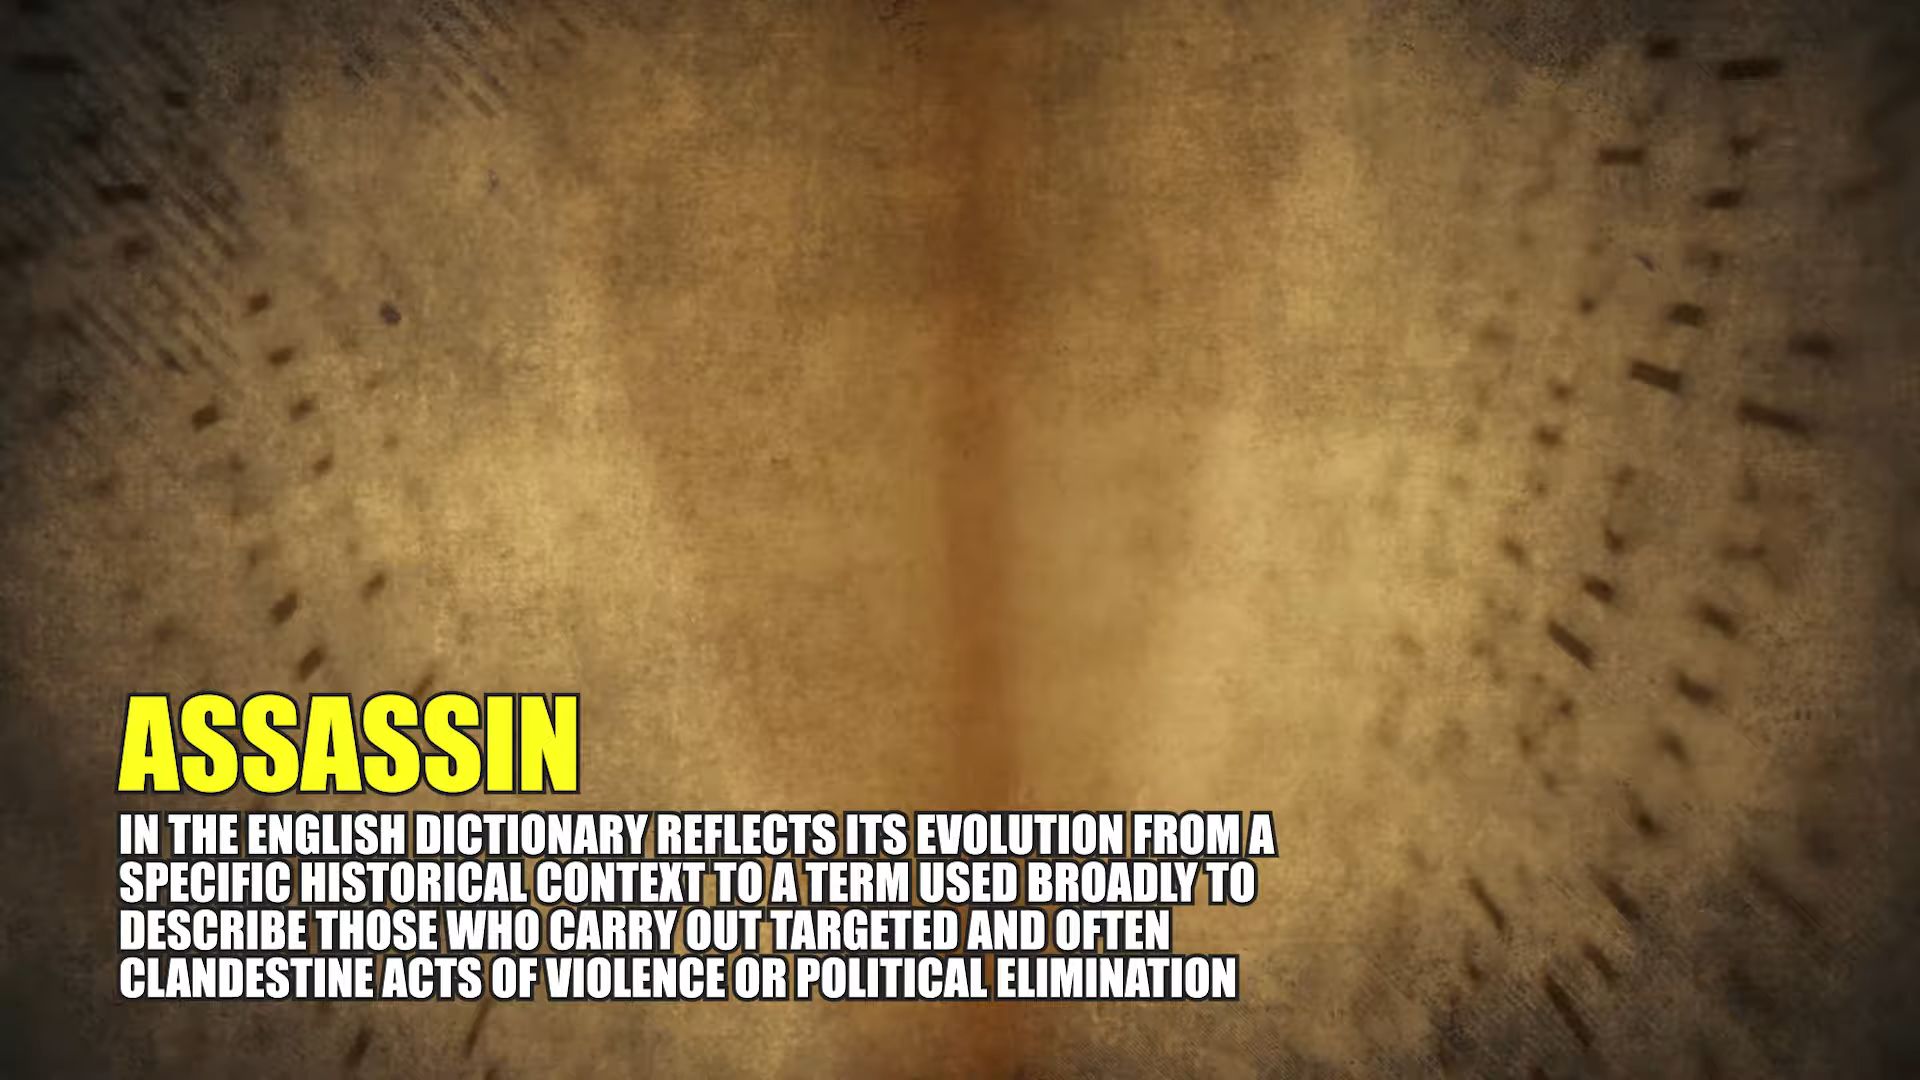 ASSASSIN
IN THE ENGLISH DICTIONARY REFLECTS ITS EVOLUTION FROM A
SPECIFIC HISTORICAL CONTEXT TO A TERM USED BROADLY TO
DESCRIBE THOSE WHO CARRY OUT TARGETED AND OFTEN
CLANDESTINE ACTS OF VIOLENCE OR POLITICAL ELIMINATION